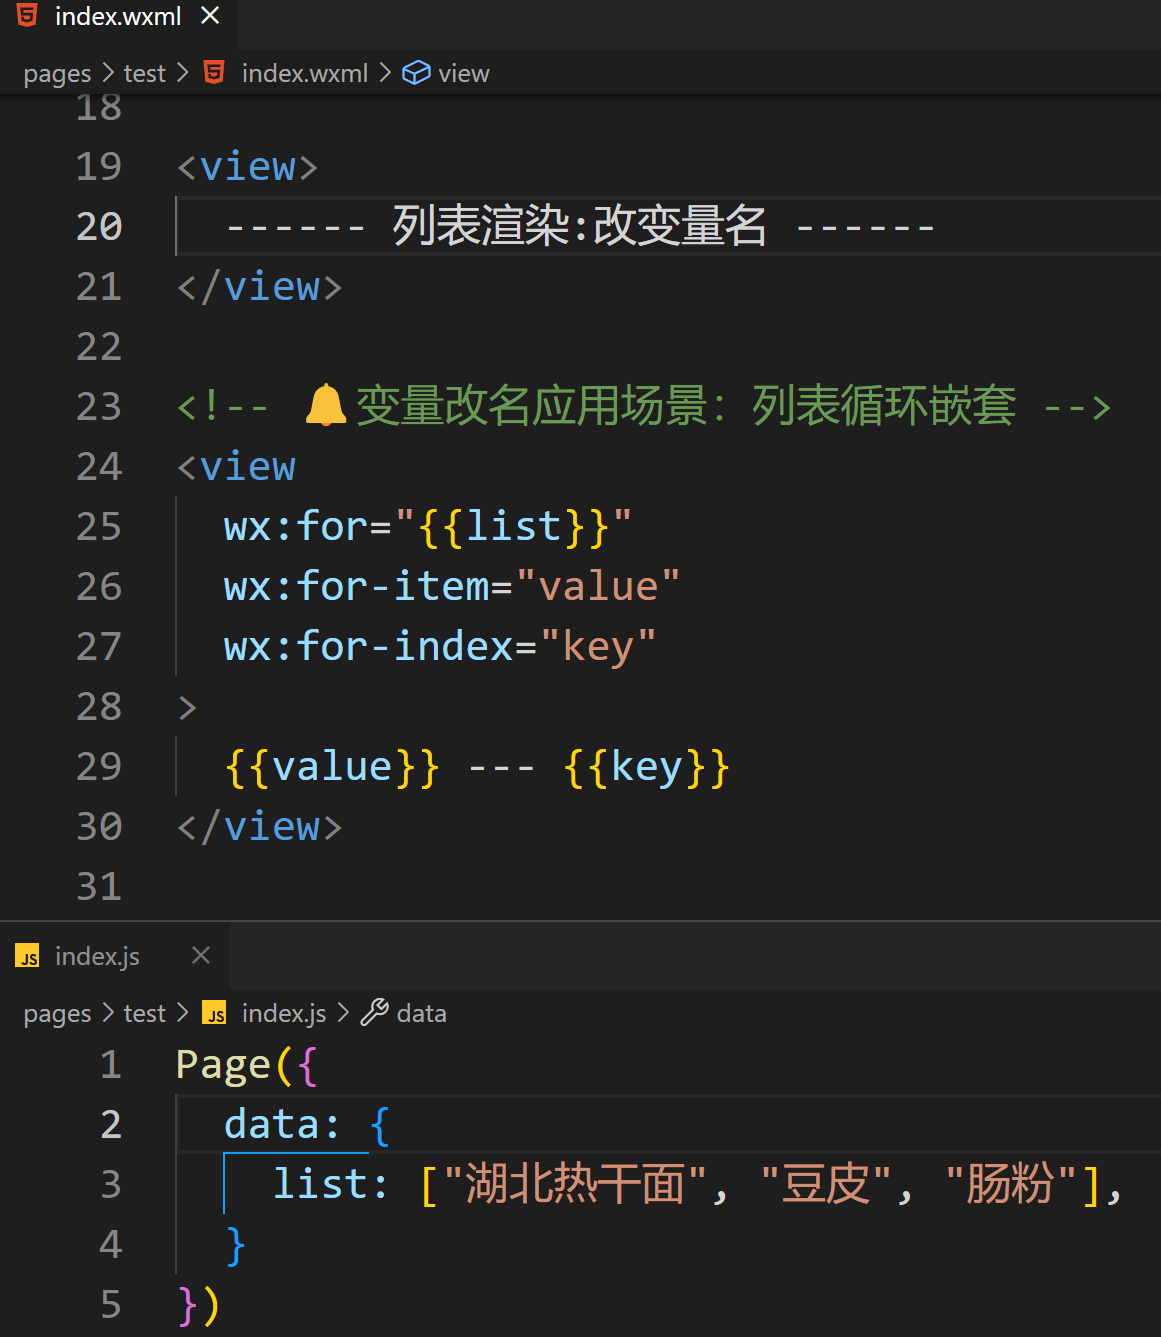 index.wxml
pages > test > index.wxml > view
18
19 <view>
20 ------ 列表渲染:改变量名 ------
21 </view>
22
23 <!-- 🔔变量改名应用场景: 列表循环嵌套 -->
24 <view
25 wx:for="{{list}}"
26 wx:for-item="value"
27 wx:for-index="key"
28 >
29 {{value}} --- {{key}}
30 </view>
31
JS index.js
pages > test > JS index.js > data
1 Page({
2 data: {
3 list: ["湖北热干面", "豆皮", "肠粉"],
4 }
5 })